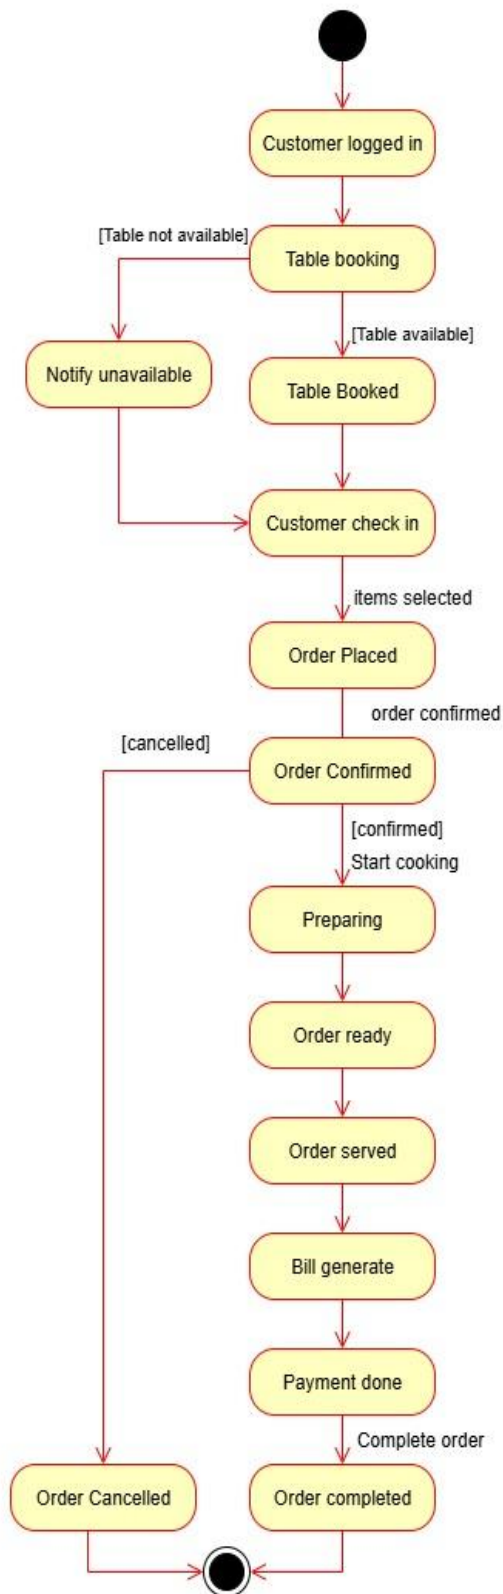 Customer logged in
[Table not available]
Table booking
[Table available]
Notify unavailable
Table Booked
Customer check in
items selected
Order Placed
order confirmed
[cancelled]
Order Confirmed
[confirmed]
Start cooking
Preparing
Order ready
Order served
Bill generate
Payment done
Complete order
Order Cancelled
Order completed